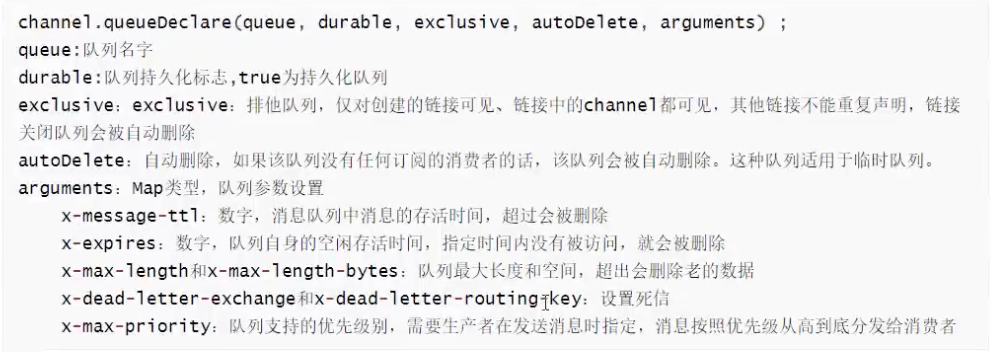 channel.queueDeclare(queue, durable, exclusive, autoDelete, arguments) ;
queue:队列名字
durable:队列持久化标志,true为持久化队列
exclusive：exclusive：排他队列，仅对创建的链接可见、链接中的channel都可见，其他链接不能重复声明，链接
关闭队列会被自动删除
autoDelete：自动删除，如果该队列没有任何订阅的消费者的话，该队列会被自动删除。这种队列适用于临时队列。
arguments：Map类型，队列参数设置
x-message-ttl：数字，消息队列中消息的存活时间，超过会被删除
x-expires：数字，队列自身的空闲存活时间，指定时间内没有被访问，就会被删除
x-max-length和x-max-length-bytes：队列最大长度和空间，超出会删除老的数据
x-dead-letter-exchange和x-dead-letter-routing-key：设置死信
x-max-priority：队列支持的优先级别，需要生产者在发送消息时指定，消息按照优先级从高到底分发给消费者